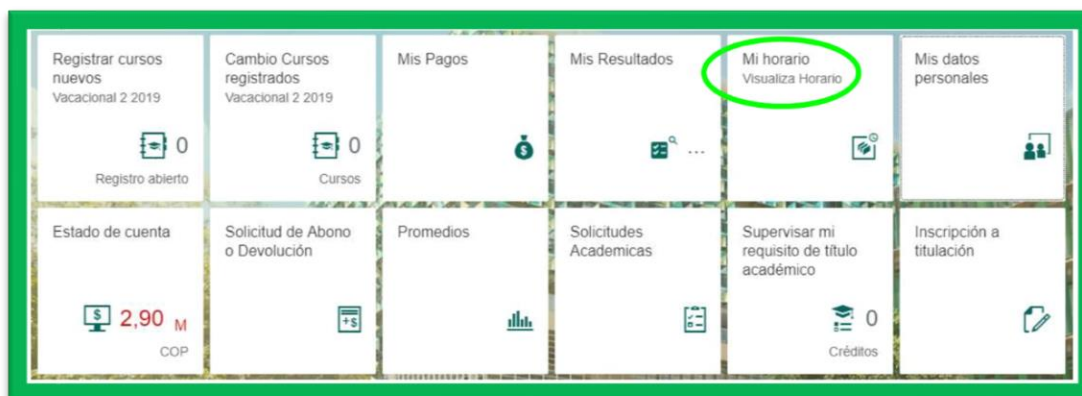 Registrar cursos
nuevos
Vacacional 2 2019
0
Registro abierto
Cambio Cursos
registrados
Vacacional 2 2019
0
Cursos
Mis Pagos
$
Mis Resultados
...
Mi horario
Visualiza Horario
Mis datos
personales
Estado de cuenta
$ 2,90 M
COP
Solicitud de Abono
o Devolución
+$
Promedios
Solicitudes
Academicas
Supervisar mi
requisito de título
académico
0
Créditos
Inscripción a
titulación